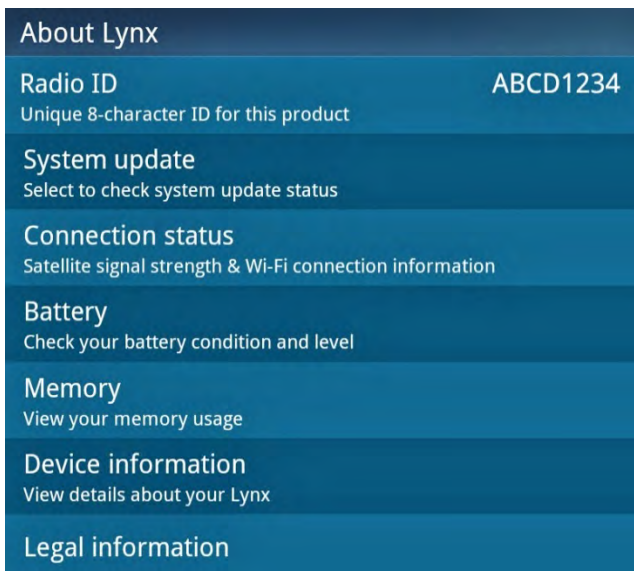 About Lynx
Radio ID ABCD1234
Unique 8-character ID for this product
System update
Select to check system update status
Connection status
Satellite signal strength & Wi-Fi connection information
Battery
Check your battery condition and level
Memory
View your memory usage
Device information
View details about your Lynx
Legal information